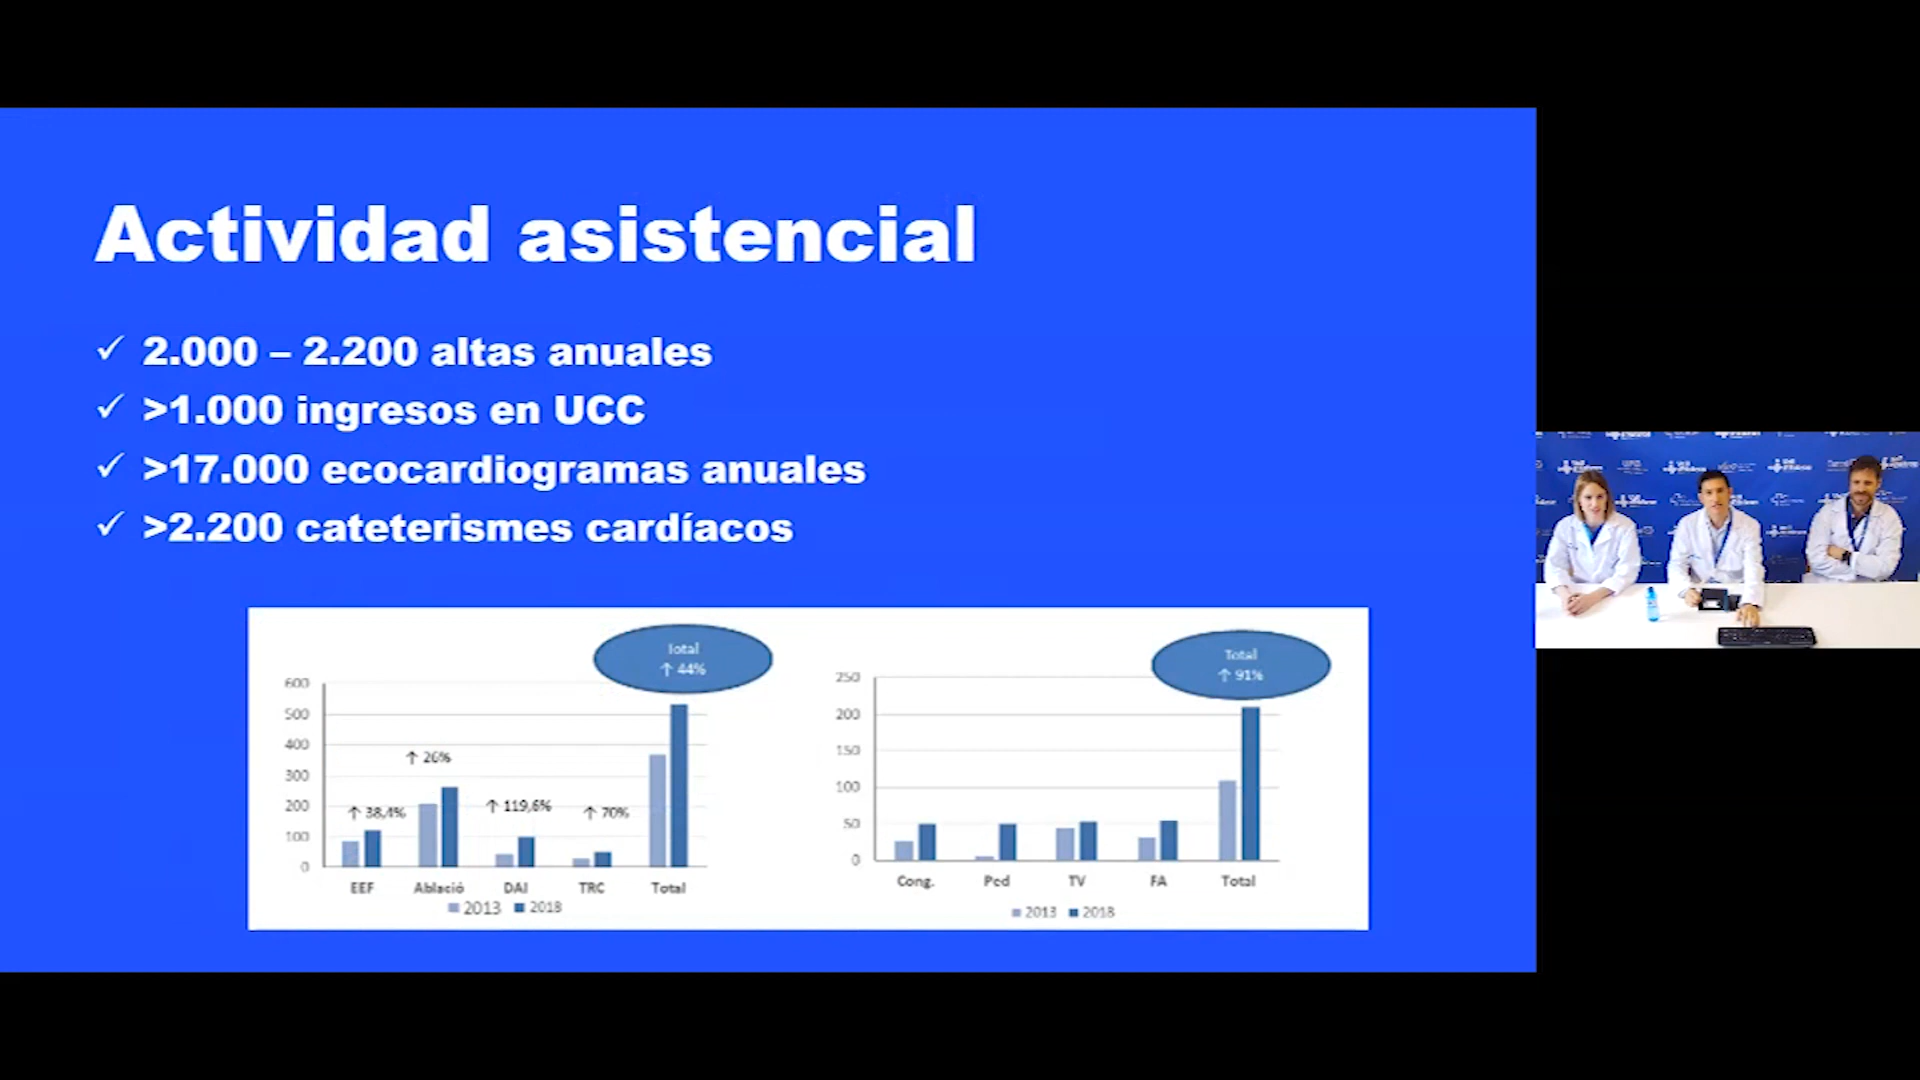 Actividad asistencial
✓ 2.000 – 2.200 altas anuales
✓ >1.000 ingresos en UCC
✓ >17.000 ecocardiogramas anuales
✓ >2.200 cateterismes cardíacos
Total
↑ 44%
600
500
400
300
200
100
0
↑ 38,4%
↑ 26%
↑ 119,6%
↑ 70%
EEF Ablació DAI TRC Total
2013 2018
Total
↑ 91%
250
200
150
100
50
0
Cong. Ped TV FA Total
2013 2018